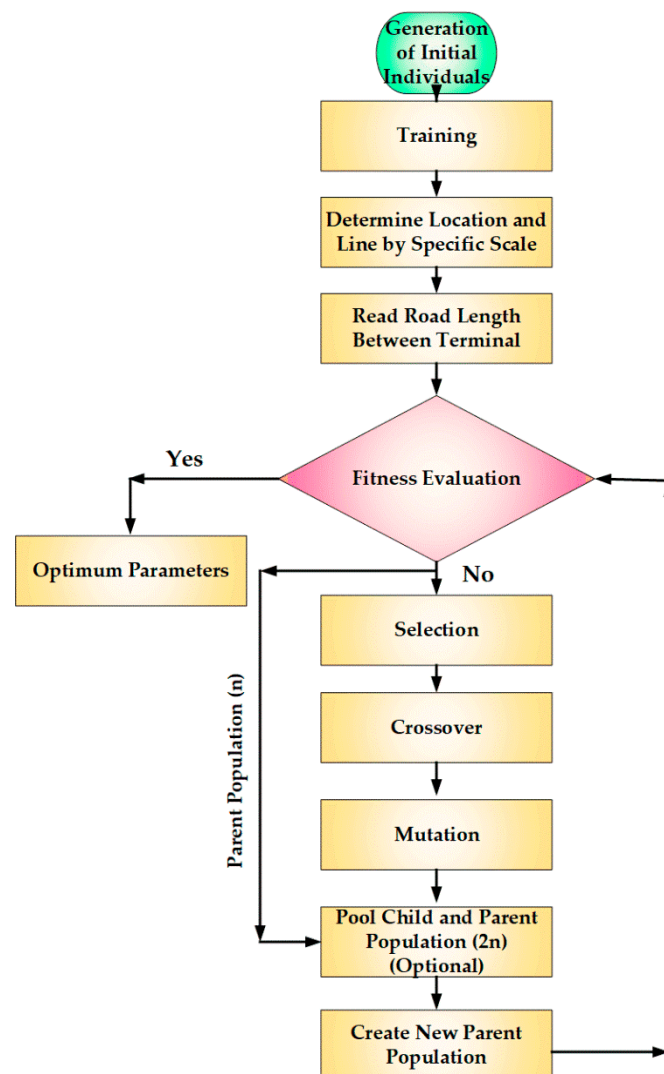 Generation
of Initial
Individuals
Training
Determine Location and
Line by Specific Scale
Read Road Length
Between Terminal
Yes
Fitness Evaluation
Optimum Parameters
No
Selection
Parent Population (n)
Crossover
Mutation
Pool Child and Parent
Population (2n)
(Optional)
Create New Parent
Population